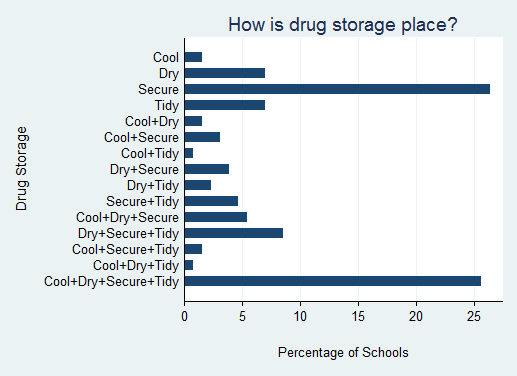 How is drug storage place?
Drug Storage
Cool
Dry
Secure
Tidy
Cool+Dry
Cool+Secure
Cool+Tidy
Dry+Secure
Dry+Tidy
Secure+Tidy
Cool+Dry+Secure
Dry+Secure+Tidy
Cool+Secure+Tidy
Cool+Dry+Tidy
Cool+Dry+Secure+Tidy
0 5 10 15 20 25
Percentage of Schools